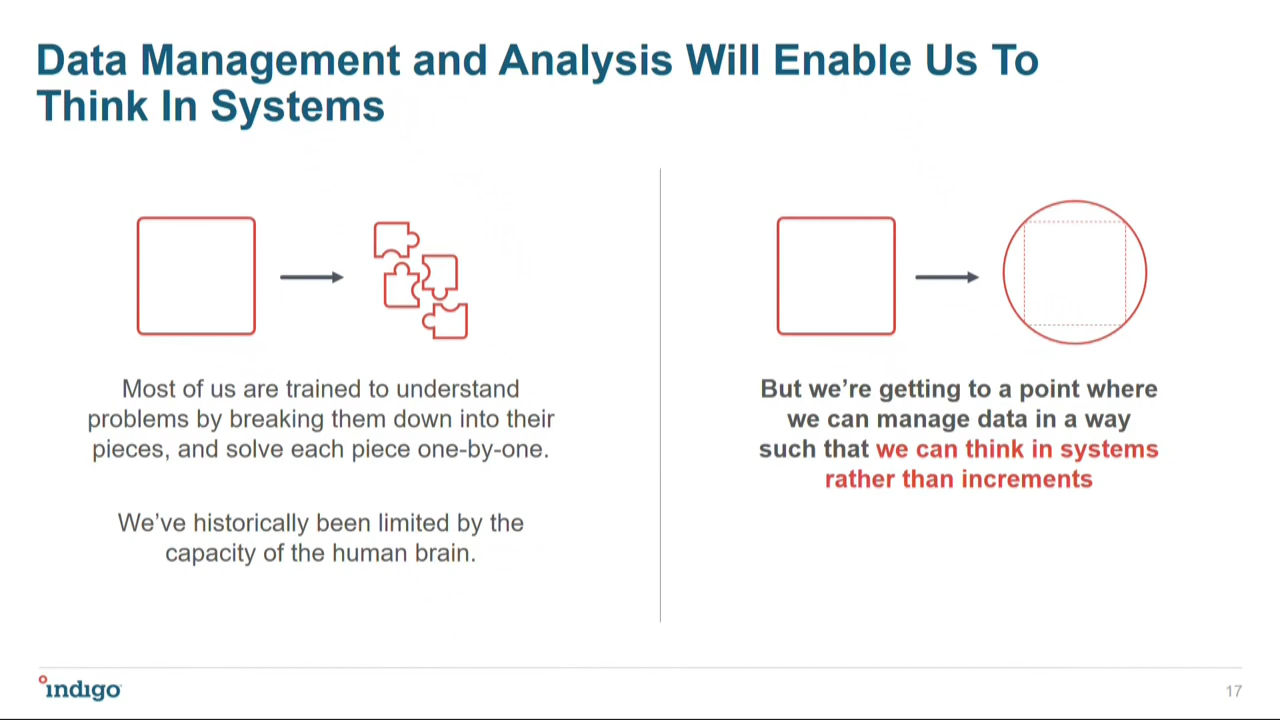 Data Management and Analysis Will Enable Us To
Think In Systems
Most of us are trained to understand
problems by breaking them down into their
pieces, and solve each piece one-by-one.
We’ve historically been limited by the
capacity of the human brain.
But we’re getting to a point where
we can manage data in a way
such that we can think in systems
rather than increments
indigo
17